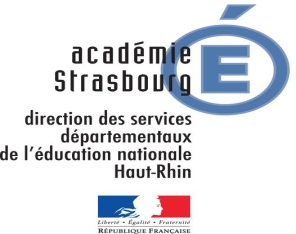 académie
Strasbourg
É
direction des services
départementaux
de l'éducation nationale
Haut-Rhin
Liberté • Égalité • Fraternité
RÉPUBLIQUE FRANÇAISE